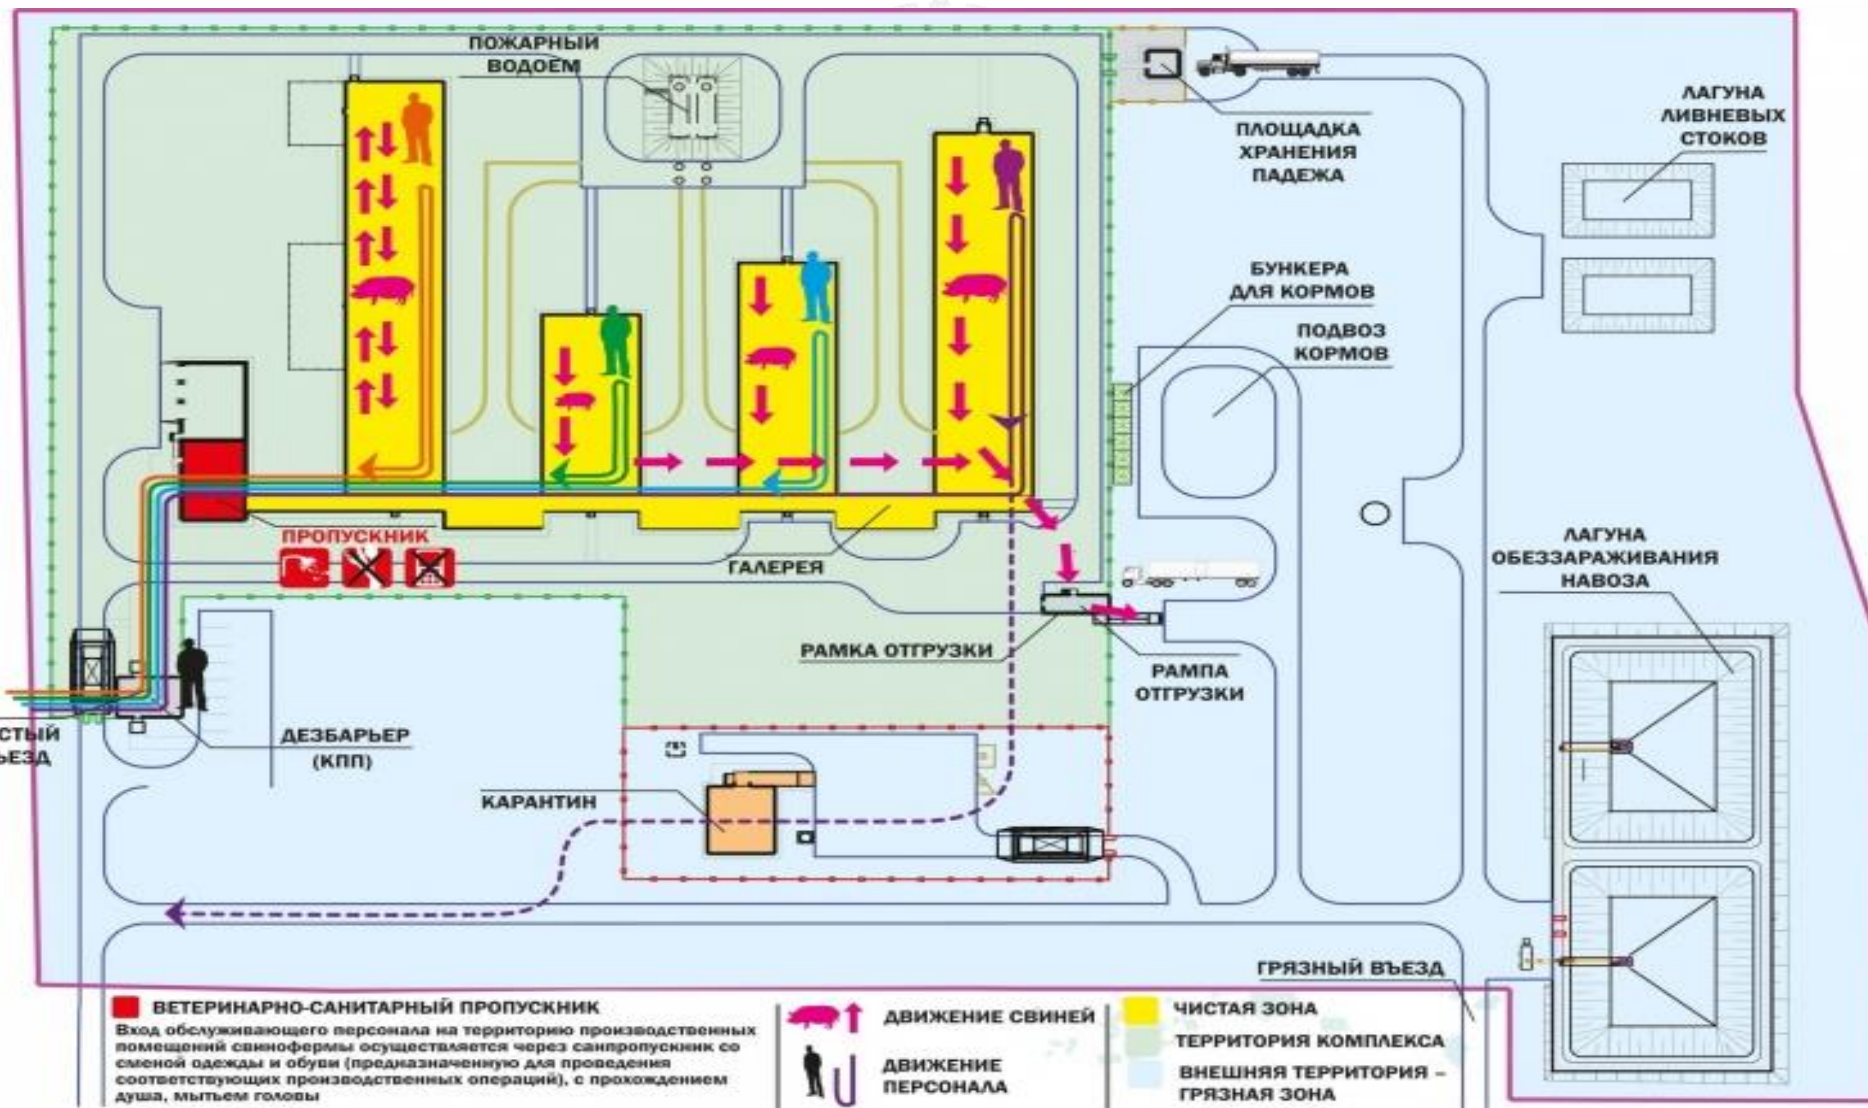 ПОЖАРНЫЙ
ВОДОЕМ
ПЛОЩАДКА
ХРАНЕНИЯ
ПАДЕЖА
ЛАГУНА
ЛИВНЕВЫХ
СТОКОВ
БУНКЕРА
ДЛЯ КОРМОВ
ПОДВОЗ
КОРМОВ
ПРОПУСКНИК
ГАЛЕРЕЯ
ЛАГУНА
ОБЕЗЗАРАЖИВАНИЯ
НАВОЗА
РАМКА ОТГРУЗКИ
РАМПА
ОТГРУЗКИ
СТЫЙ
ЪЕЗД
ДЕЗБАРЬЕР
(КПП)
КАРАНТИН
ГРЯЗНЫЙ ВЪЕЗД
ВЕТЕРИНАРНО-САНИТАРНЫЙ ПРОПУСКНИК
Вход обслуживающего персонала на территорию производственных
помещений свинофермы осуществляется через санпропускник со
сменой одежды и обуви (предназначенную для проведения
соответствующих производственных операций), с прохождением
душа, мытьем головы
ДВИЖЕНИЕ СВИНЕЙ
ДВИЖЕНИЕ
ПЕРСОНАЛА
ЧИСТАЯ ЗОНА
ТЕРРИТОРИЯ КОМПЛЕКСА
ВНЕШНЯЯ ТЕРРИТОРИЯ –
ГРЯЗНАЯ ЗОНА